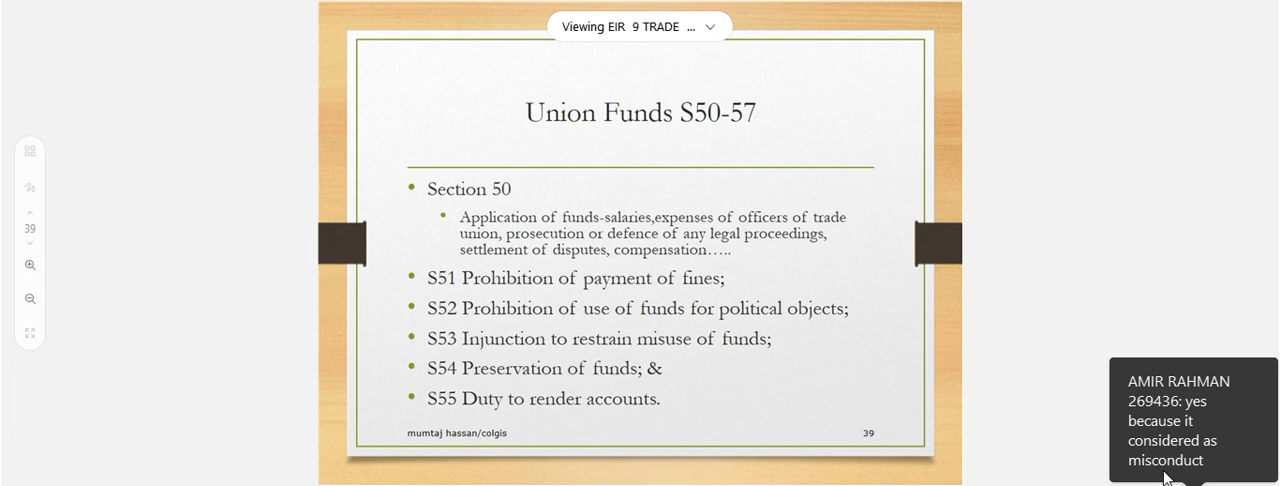 Viewing EIR 9 TRADE ...
Union Funds S50-57
• Section 50
• Application of funds-salaries,expenses of officers of trade
union, prosecution or defence of any legal proceedings,
settlement of disputes, compensation…..
• S51 Prohibition of payment of fines;
• S52 Prohibition of use of funds for political objects;
• S53 Injunction to restrain misuse of funds;
• S54 Preservation of funds; &
• S55 Duty to render accounts.
mumtaj hassan/colgis 39
39
AMIR RAHMAN
269436: yes
because it
considered as
misconduct